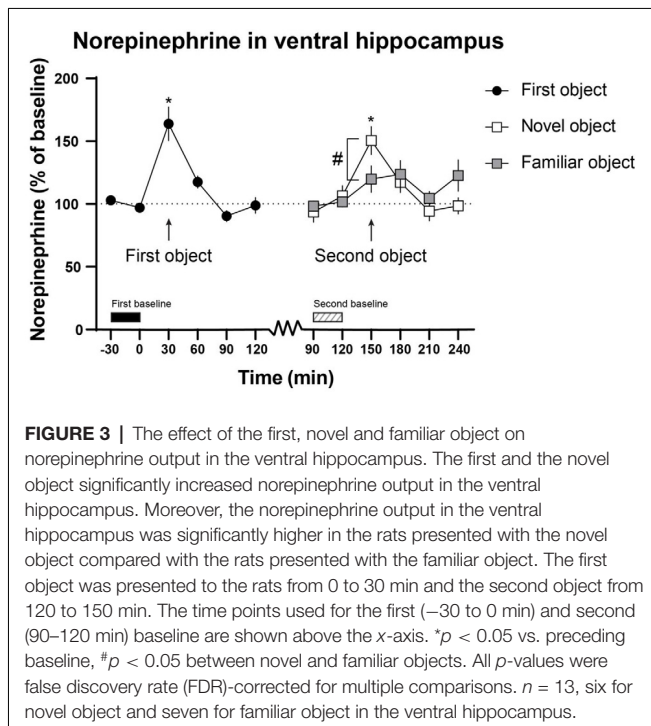 Norepinephrine in ventral hippocampus
Norepineprhine (% of baseline)
200
150
100
50
0
*
First object
*
#
Second object
First object
Novel object
Familiar object
First baseline
Second baseline
-30 0 30 60 90 120 90 120 150 180 210 240
Time (min)
FIGURE 3 | The effect of the first, novel and familiar object on
norepinephrine output in the ventral hippocampus. The first and the novel
object significantly increased norepinephrine output in the ventral
hippocampus. Moreover, the norepinephrine output in the ventral
hippocampus was significantly higher in the rats presented with the novel
object compared with the rats presented with the familiar object. The first
object was presented to the rats from 0 to 30 min and the second object from
120 to 150 min. The time points used for the first (−30 to 0 min) and second
(90–120 min) baseline are shown above the x-axis. *p < 0.05 vs. preceding
baseline, #p < 0.05 between novel and familiar objects. All p-values were
false discovery rate (FDR)-corrected for multiple comparisons. n = 13, six for
novel object and seven for familiar object in the ventral hippocampus.